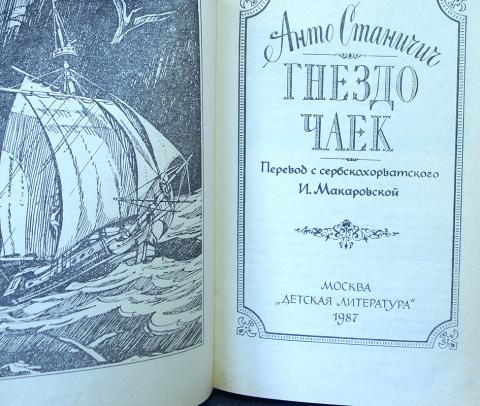 Анто Станичич
ГНЕЗДО
ЧАЕК
Перевод с сербскохорватского
И. Макаровской
МОСКВА
„ДЕТСКАЯ ЛИТЕРАТУРА"
1987